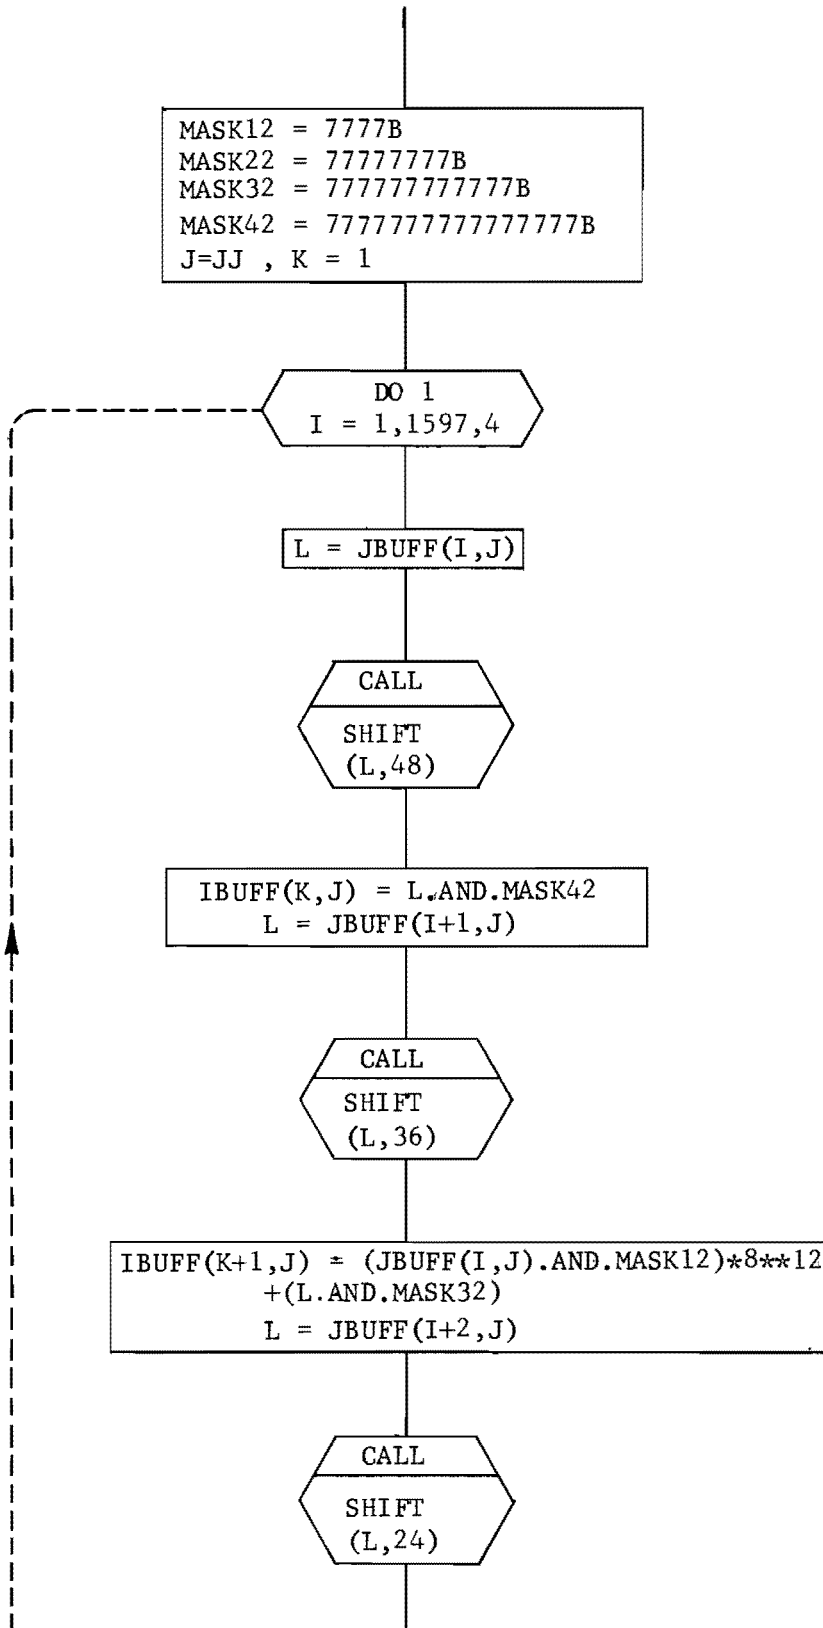 MASK12 = 7777B
MASK22 = 77777777B
MASK32 = 777777777777B
MASK42 = 7777777777777777B
J=JJ , K = 1
DO 1
I = 1,1597,4
L = JBUFF(I,J)
CALL
SHIFT
(L,48)
IBUFF(K,J) = L.AND.MASK42
L = JBUFF(I+1,J)
CALL
SHIFT
(L,36)
IBUFF(K+1,J) = (JBUFF(I,J).AND.MASK12)*8**12
+(L.AND.MASK32)
L = JBUFF(I+2,J)
CALL
SHIFT
(L,24)